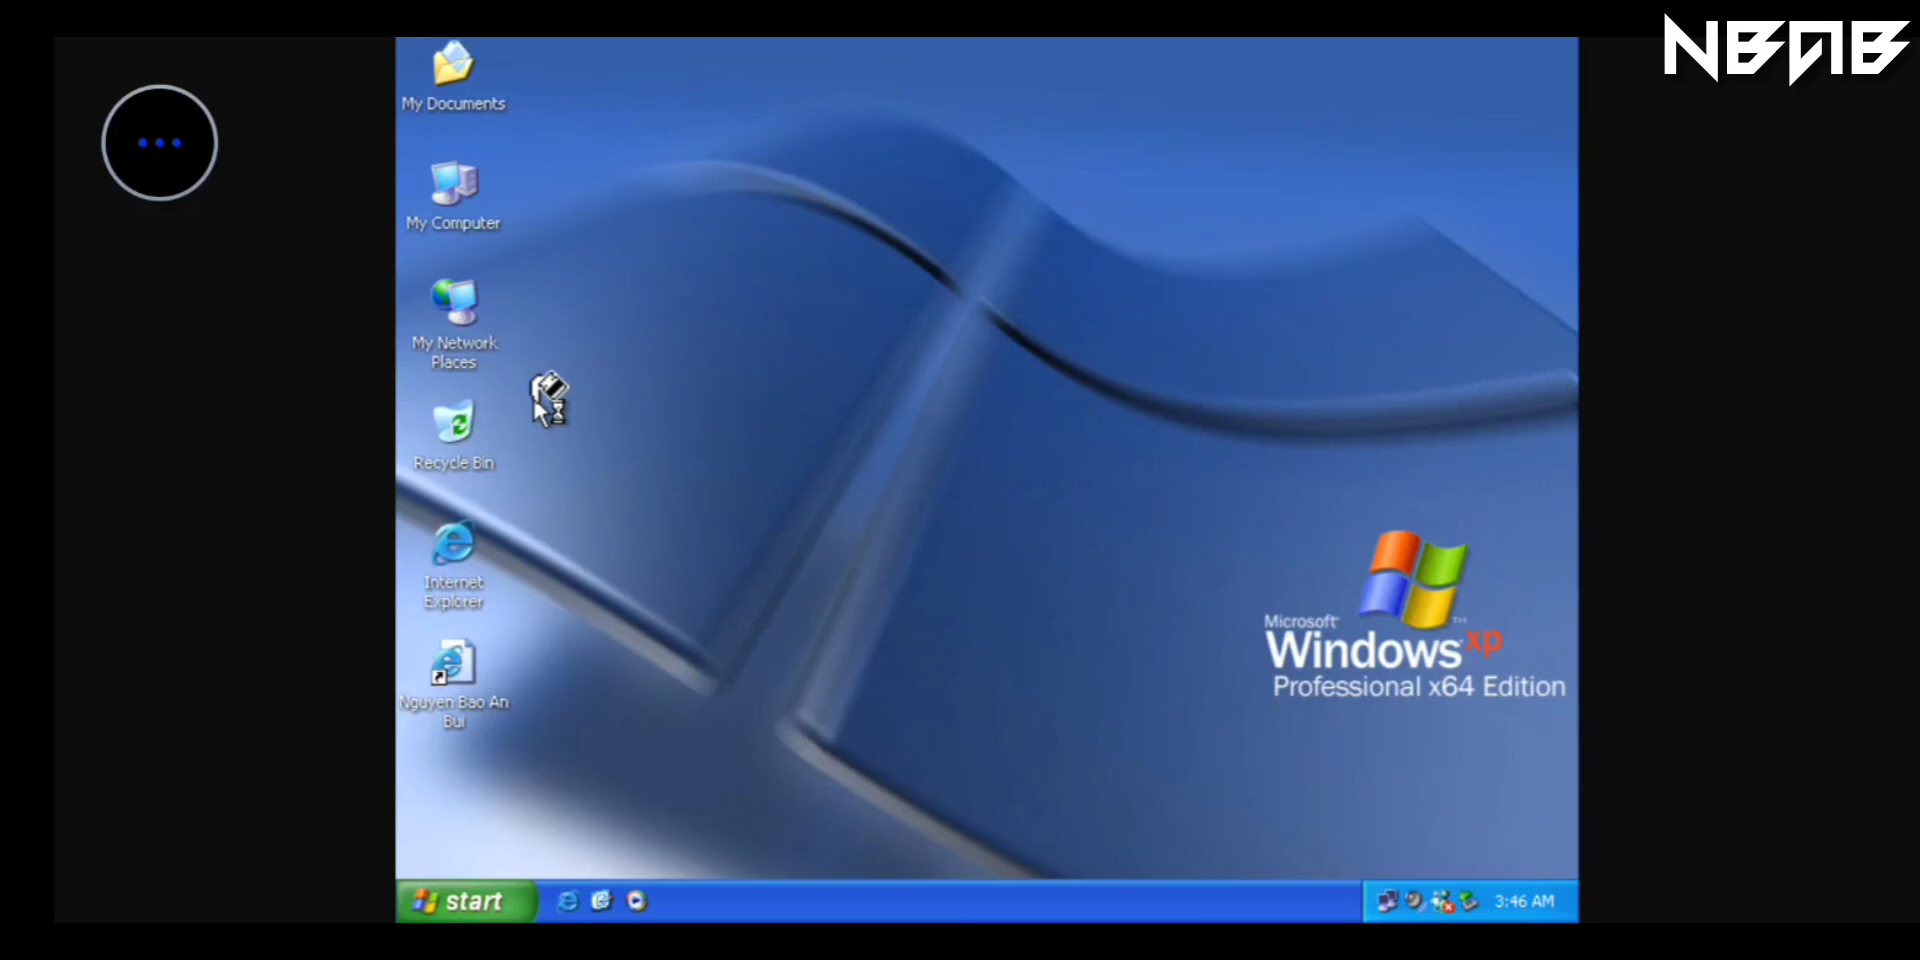 NBAB
My Documents
My Computer
My Network
Places
Recycle Bin
Internet
Explorer
Nguyen Bao An
Bui
Microsoft
Windows xp
Professional x64 Edition
start
3:46 AM